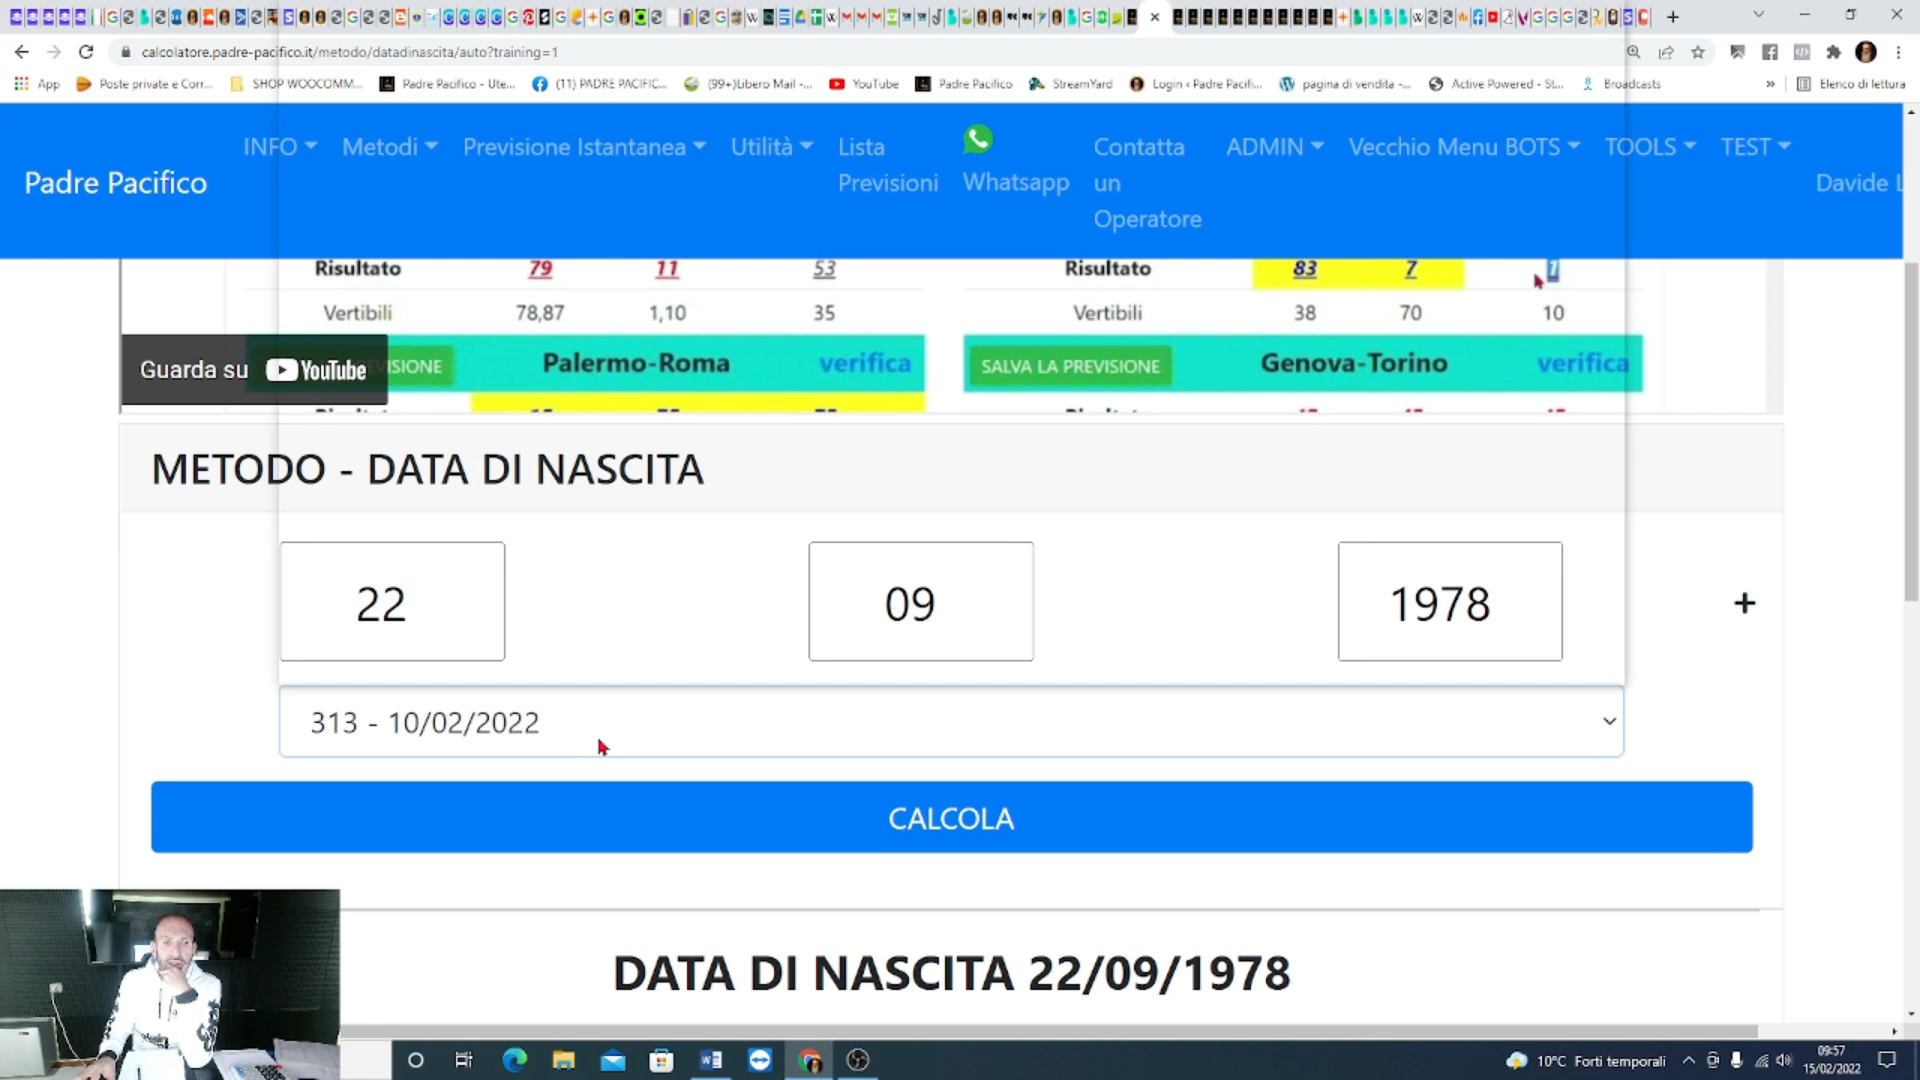 calcolatore.padre-pacifico.it/metodo/datadinascita/auto?training=1
App
Poste private e Corr...
SHOP WOOCOMM...
Padre Pacifico - Ute...
(11) PADRE PACIFIC...
(99+)Libero Mail -...
YouTube
Padre Pacifico
StreamYard
Login ‹ Padre Pacifi...
pagina di vendita -...
Active Powered - St...
Broadcasts
»
Elenco di lettura
Padre Pacifico
INFO
Metodi
Previsione Istantanea
Utilità
Lista
Previsioni
Whatsapp
Contatta
un
Operatore
ADMIN
Vecchio Menu BOTS
TOOLS
TEST
Davide L
Risultato 79 11 53
Vertibili 78,87 1,10 35
ISIONE Palermo-Roma verifica
Risultato 83 7 1
Vertibili 38 70 10
SALVA LA PREVISIONE Genova-Torino verifica
Guarda su YouTube
METODO - DATA DI NASCITA
22 09 1978 +
313 - 10/02/2022
CALCOLA
DATA DI NASCITA 22/09/1978
10°C Forti temporali
09:57
15/02/2022